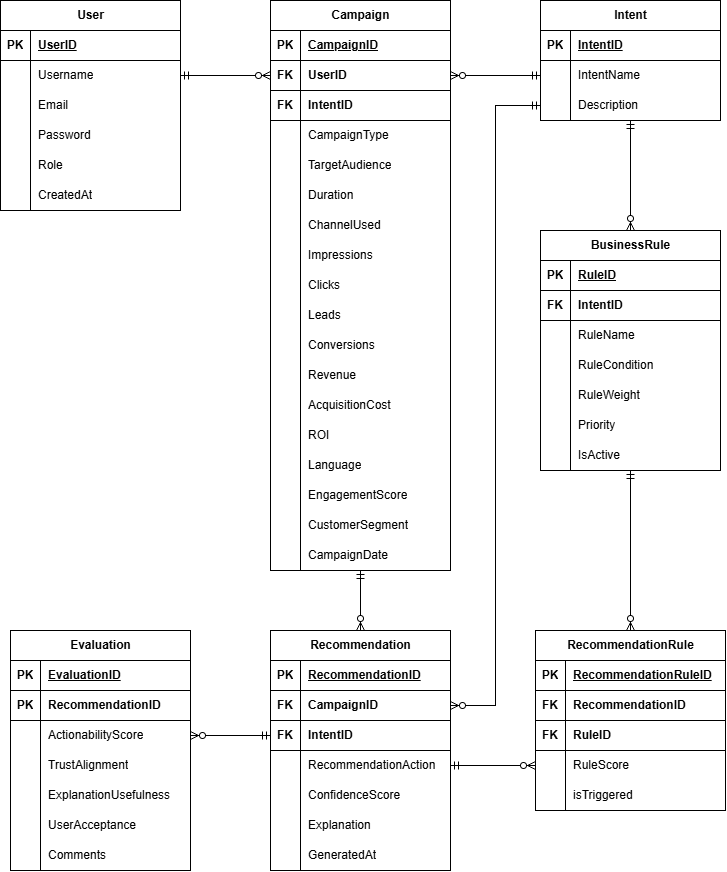 User
PK UserID
Username
Email
Password
Role
CreatedAt
Campaign
PK CampaignID
FK UserID
FK IntentID
CampaignType
TargetAudience
Duration
ChannelUsed
Impressions
Clicks
Leads
Conversions
Revenue
AcquisitionCost
ROI
Language
EngagementScore
CustomerSegment
CampaignDate
Intent
PK IntentID
IntentName
Description
BusinessRule
PK RuleID
FK IntentID
RuleName
RuleCondition
RuleWeight
Priority
IsActive
Evaluation
PK EvaluationID
PK RecommendationID
ActionabilityScore
TrustAlignment
ExplanationUsefulness
UserAcceptance
Comments
Recommendation
PK RecommendationID
FK CampaignID
FK IntentID
RecommendationAction
ConfidenceScore
Explanation
GeneratedAt
RecommendationRule
PK RecommendationRuleID
FK RecommendationID
FK RuleID
RuleScore
isTriggered